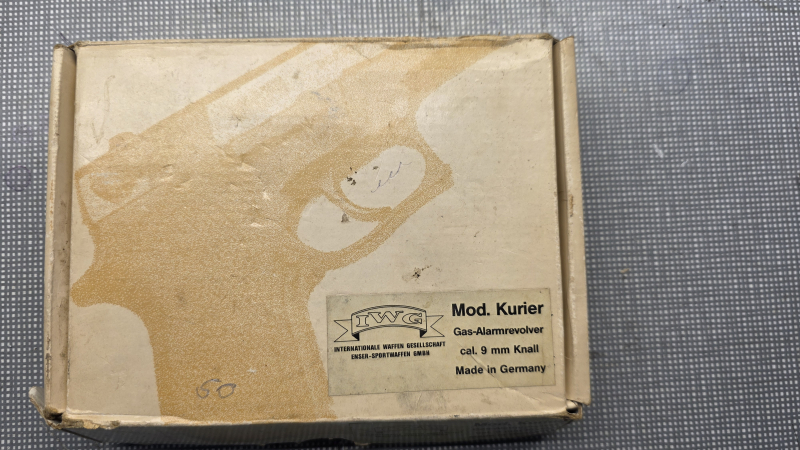 IWG
INTERNATIONALE WAFFEN GESELLSCHAFT
ENSER-SPORTWAFFEN GMBH
Mod. Kurier
Gas-Alarmrevolver
cal. 9 mm Knall
Made in Germany
60